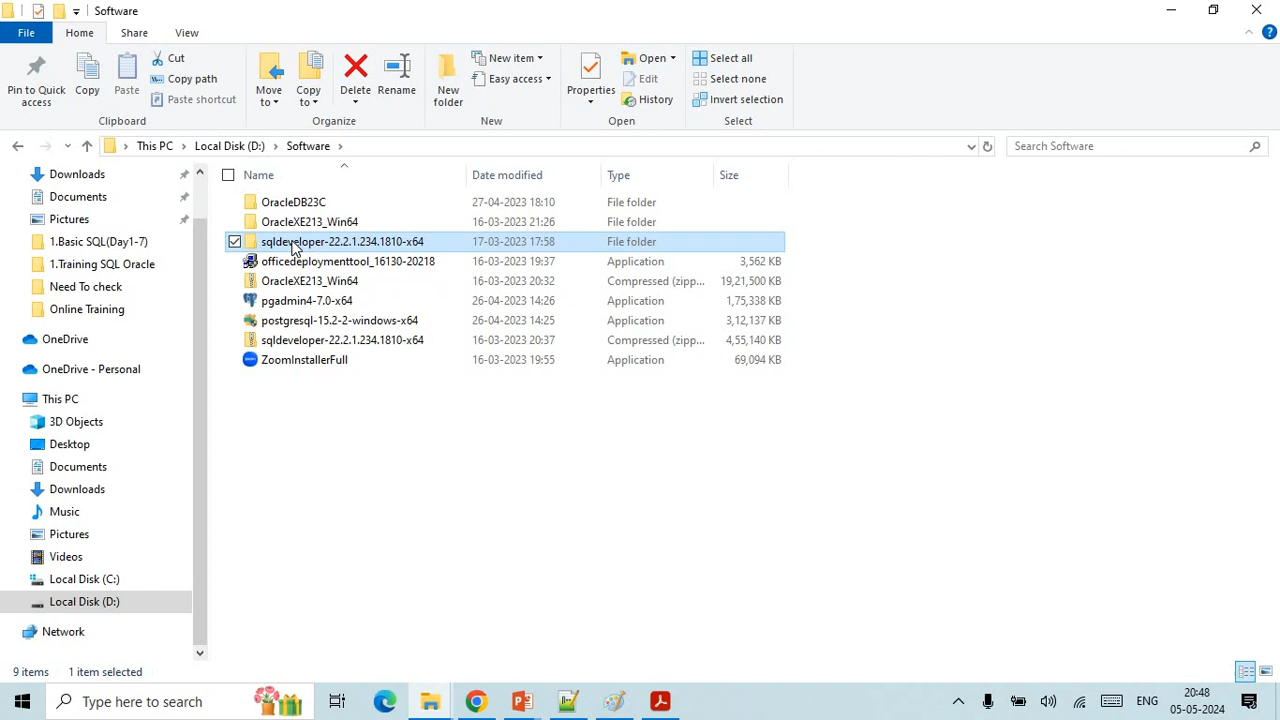 Software
File
Home
Share
View
Pin to Quick access
Copy
Paste
Cut
Copy path
Paste shortcut
Clipboard
Move to
Copy to
Delete
Rename
Organize
New folder
New item
Easy access
New
Properties
Open
Edit
History
Open
Select all
Select none
Invert selection
Select
This PC
Local Disk (D:)
Software
Search Software
Name
Date modified
Type
Size
Downloads
Documents
Pictures
1.Basic SQL(Day1-7)
1.Training SQL Oracle
Need To check
Online Training
OneDrive
OneDrive - Personal
This PC
3D Objects
Desktop
Documents
Downloads
Music
Pictures
Videos
Local Disk (C:)
Local Disk (D:)
Network
OracleDB23C 27-04-2023 18:10 File folder
OracleXE213_Win64 16-03-2023 21:26 File folder
sqldeveloper-22.2.1.234.1810-x64 17-03-2023 17:58 File folder
officedeploymenttool_16130-20218 16-03-2023 19:37 Application 3,562 KB
OracleXE213_Win64 16-03-2023 20:32 Compressed (zipp... 19,21,500 KB
pgadmin4-7.0-x64 26-04-2023 14:26 Application 1,75,338 KB
postgresql-15.2-2-windows-x64 26-04-2023 14:25 Application 3,12,137 KB
sqldeveloper-22.2.1.234.1810-x64 16-03-2023 20:37 Compressed (zipp... 4,55,140 KB
ZoomInstallerFull 16-03-2023 19:55 Application 69,094 KB
9 items
1 item selected
Type here to search
ENG
20:48
05-05-2024